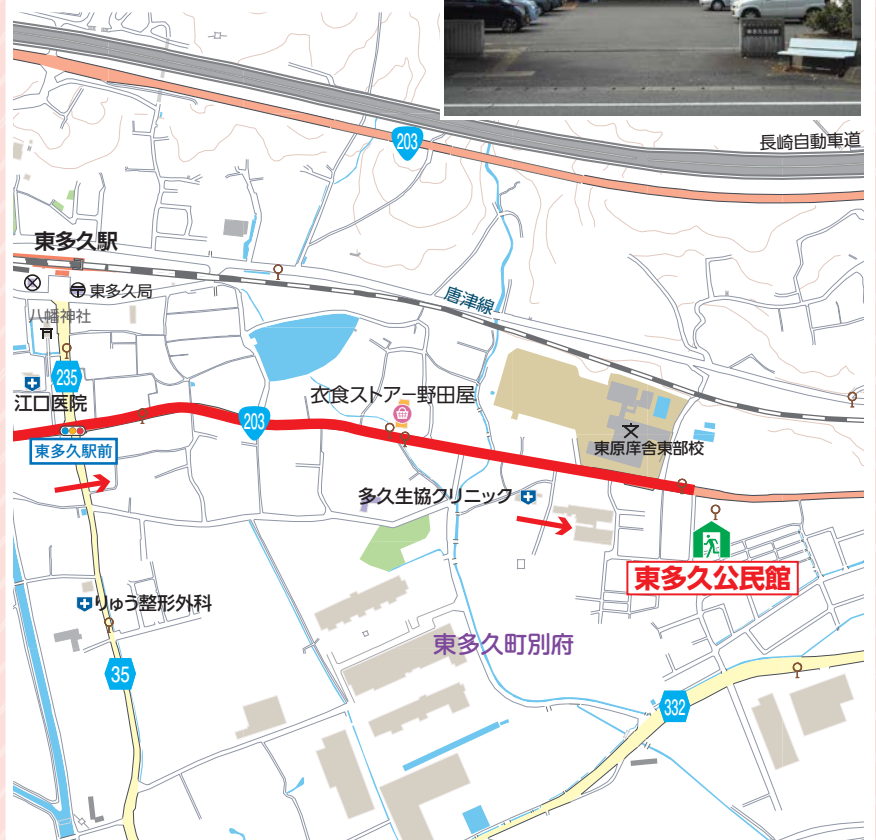 長崎自動車道
203
東多久駅
東多久局
唐津線
八幡神社
235
衣食ストアー野田屋
江口医院
203
東多久駅前
東原庠舎東部校
多久生協クリニック
東多久公民館
りゅう整形外科
東多久町別府
35
332